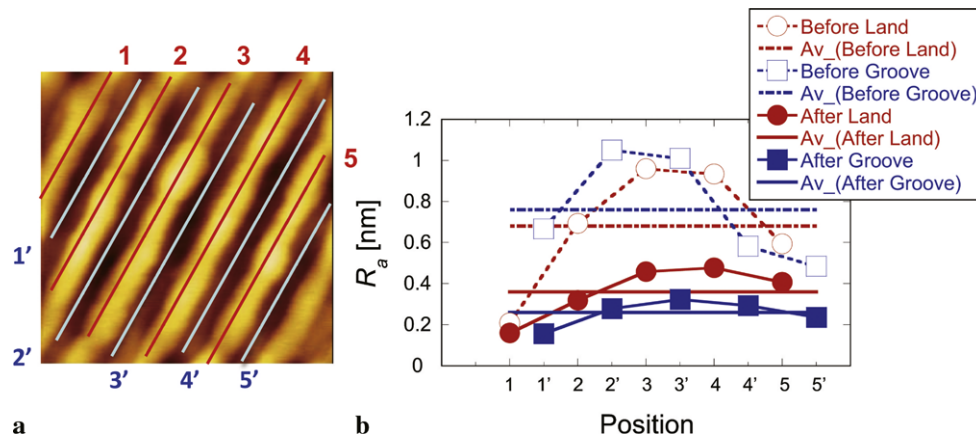 1 2 3 4
5
1'
2'
3' 4' 5'
a
Before Land
Av_(Before Land)
Before Groove
Av_(Before Groove)
After Land
Av_(After Land)
After Groove
Av_(After Groove)
1.2
1
0.8
0.6
0.4
0.2
0
Ra [nm]
1 1' 2 2' 3 3' 4 4' 5 5'
Position
b